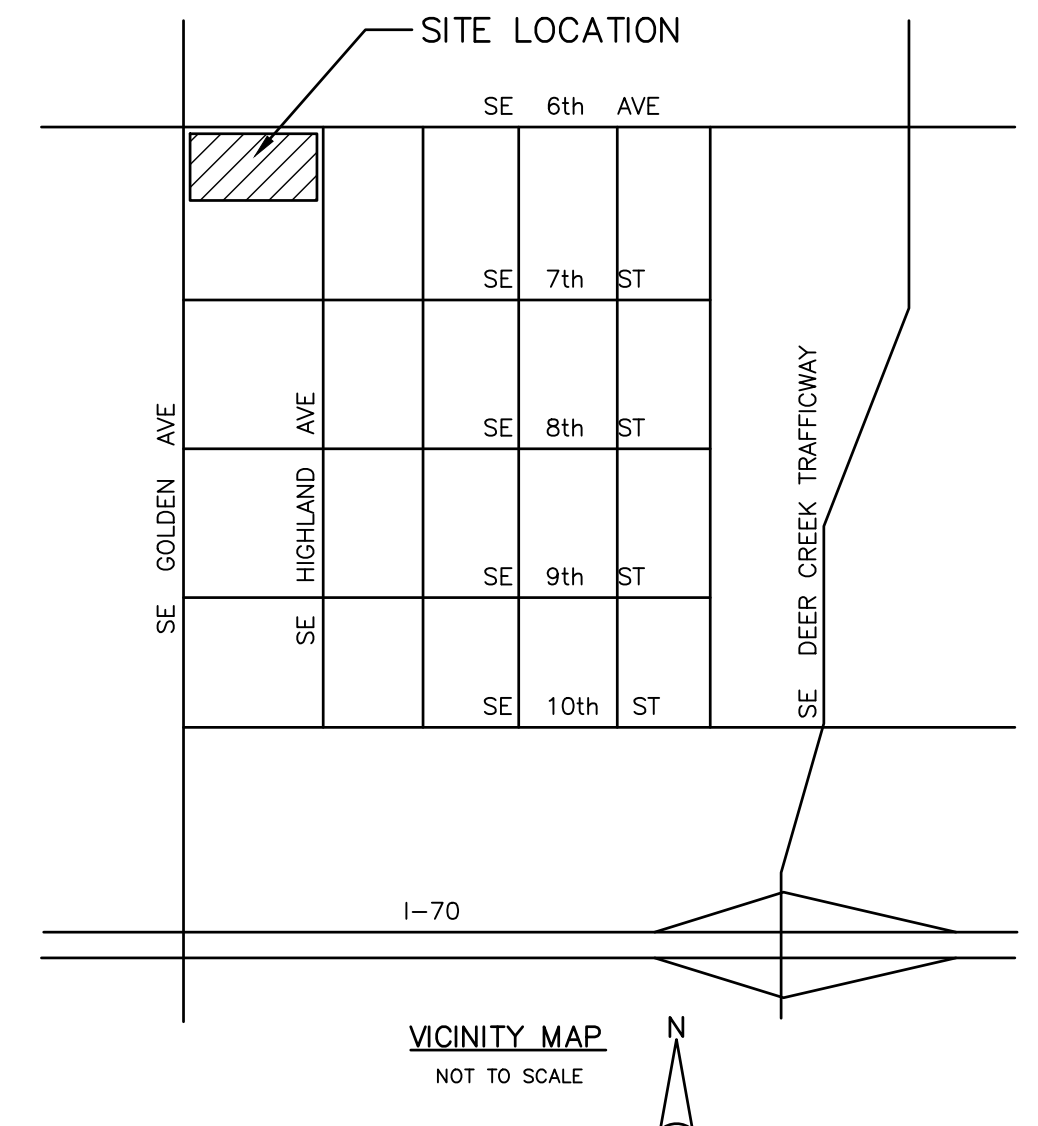 SITE LOCATION
SE 6th AVE
SE 7th ST
SE 8th ST
SE 9th ST
SE 10th ST
SE GOLDEN AVE
SE HIGHLAND AVE
SE DEER CREEK TRAFFICWAY
I-70
VICINITY MAP
NOT TO SCALE
N